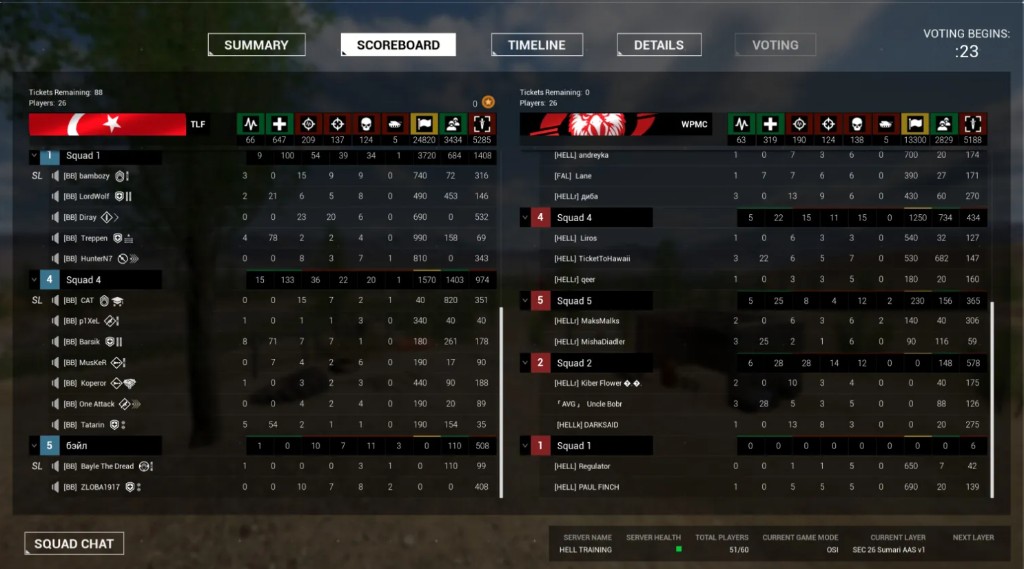 SUMMARY SCOREBOARD TIMELINE DETAILS VOTING
VOTING BEGINS:
:23
Tickets Remaining: 88
Players: 26
0
TLF
66 647 209 137 124 5 24820 3434 5285
1 Squad 1 9 100 54 39 34 1 3720 684 1408
SL [BB] bambozy 3 0 15 9 9 0 740 72 316
[BB] LordWolf 2 21 6 5 8 0 490 453 146
[BB] Diray 0 0 23 20 6 0 690 0 532
[BB] Treppen 4 78 2 2 4 0 990 158 69
[BB] HunterN7 0 0 8 3 7 1 810 0 343
4 Squad 4 15 133 36 22 20 1 1570 1403 974
SL [BB] CAT 0 0 15 7 2 1 40 820 351
[BB] p1XeL 1 0 1 1 3 0 340 40 40
[BB] Barsik 8 71 7 7 1 0 180 261 178
[BB] MusKeR 0 7 4 2 6 0 190 17 90
[BB] Koperor 1 0 3 2 3 0 440 90 188
[BB] One Attack 0 0 4 2 4 0 190 20 89
[BB] Tatarin 5 54 2 1 1 0 190 154 35
5 бэйл 1 0 10 7 11 3 0 110 508
SL [BB] Bayle The Dread 1 0 0 0 3 1 0 110 99
[BB] ZLOBA1917 0 0 10 7 8 2 0 0 408
SQUAD CHAT
Tickets Remaining: 0
Players: 26
WPMC
63 319 190 124 138 5 13300 2829 5188
[HELL] andreyka 1 0 7 3 6 0 700 20 174
[FAL] Lane 1 7 7 6 6 0 390 27 171
[HELLr] диба 3 0 13 9 6 0 430 60 270
4 Squad 4 5 22 15 11 15 0 1250 734 434
[HELL] Liros 1 0 6 3 5 0 540 32 127
[HELL] TicketToHawaii 3 22 6 5 7 0 530 682 147
[HELL] qeer 1 0 3 3 5 0 180 20 160
5 Squad 5 5 25 8 4 12 2 230 156 365
[HELLr] MaksMalks 2 0 6 3 6 2 140 40 306
[HELLr] MishaDiadler 3 25 2 1 6 0 90 116 59
2 Squad 2 6 28 28 14 12 0 0 148 578
[HELLr] Kiber Flower �.�. 2 0 10 3 4 0 0 40 175
「AVG」 Uncle Bobr 3 28 5 3 5 0 0 88 126
[HELLk] DARKSAID 1 0 13 8 3 0 0 20 275
1 Squad 1 0 0 0 0 0 0 0 0 6
[HELL] Regulator 0 0 1 1 5 0 650 7 42
[HELL] PAUL FINCH 1 0 5 5 5 0 690 20 139
SERVER NAME SERVER HEALTH TOTAL PLAYERS CURRENT GAME MODE CURRENT LAYER NEXT LAYER
HELL TRAINING 51/60 OSI SEC 26 Sumari AAS v1